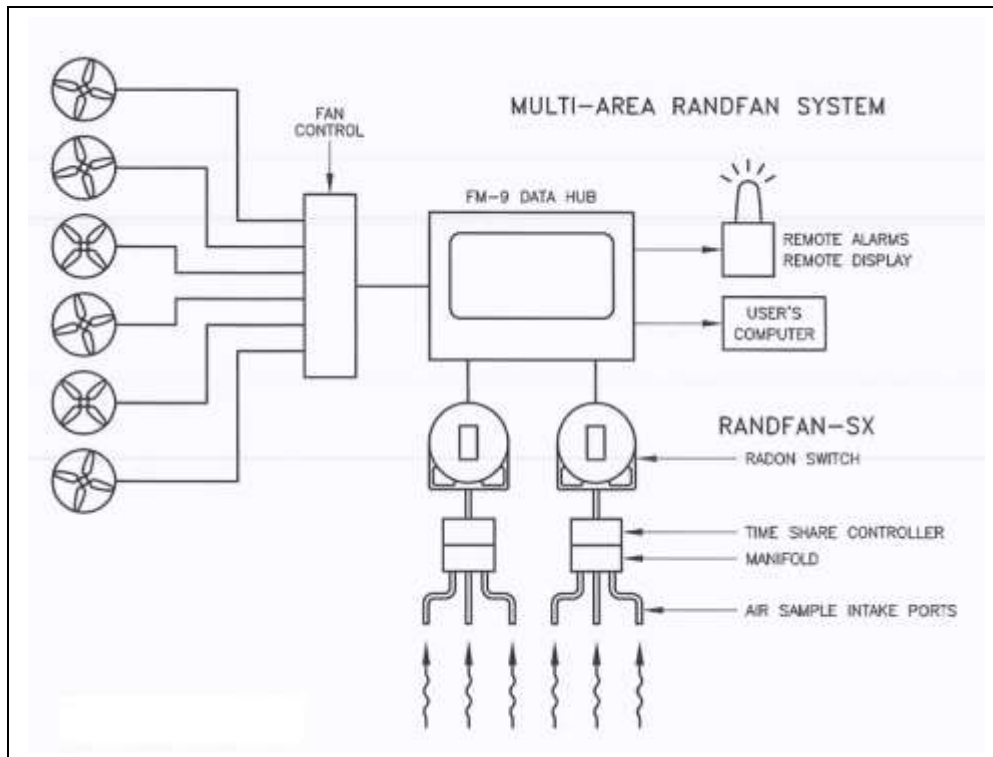 MULTI-AREA RANDFAN SYSTEM
FAN
CONTROL
FM-9 DATA HUB
REMOTE ALARMS
REMOTE DISPLAY
USER'S
COMPUTER
RANDFAN-SX
RADON SWITCH
TIME SHARE CONTROLLER
MANIFOLD
AIR SAMPLE INTAKE PORTS